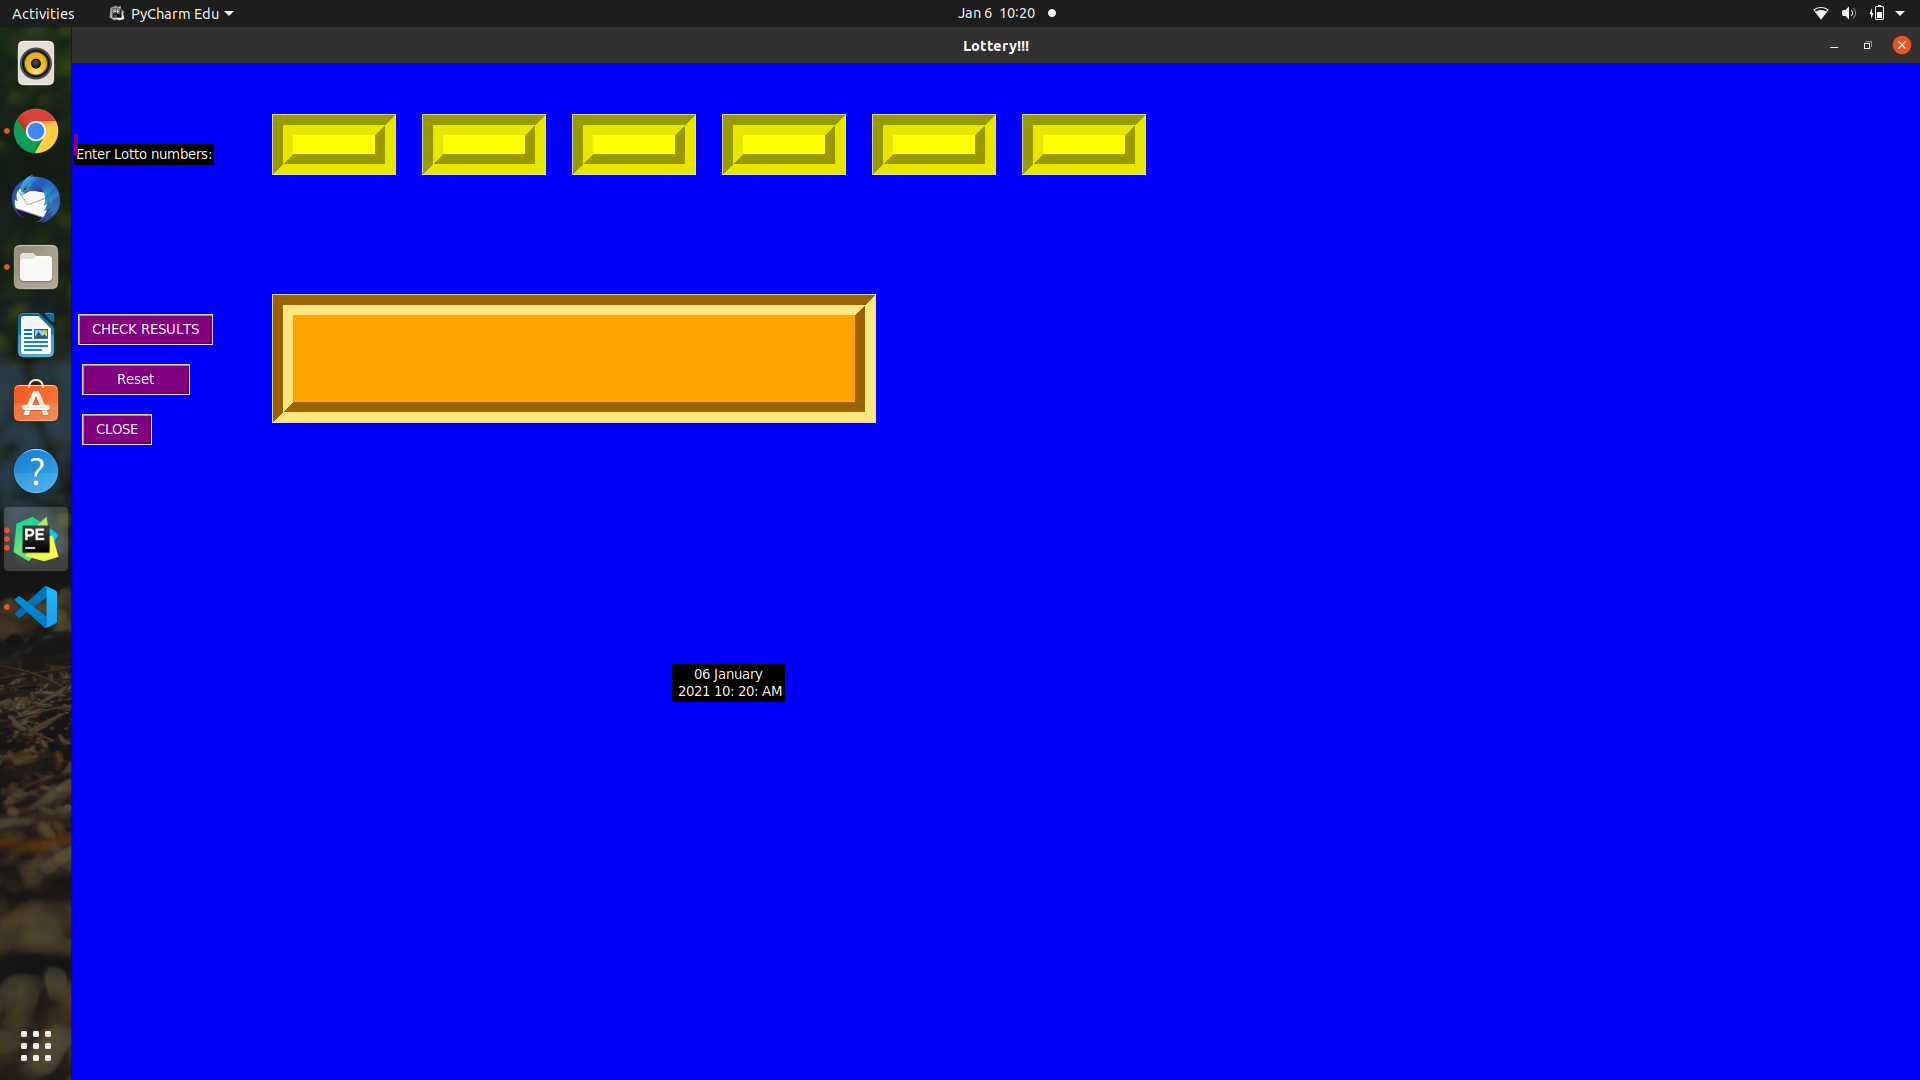 Activities
PyCharm Edu
Jan 6 10:20
Lottery!!!
Enter Lotto numbers:
CHECK RESULTS
Reset
CLOSE
PE
06 January
2021 10: 20: AM